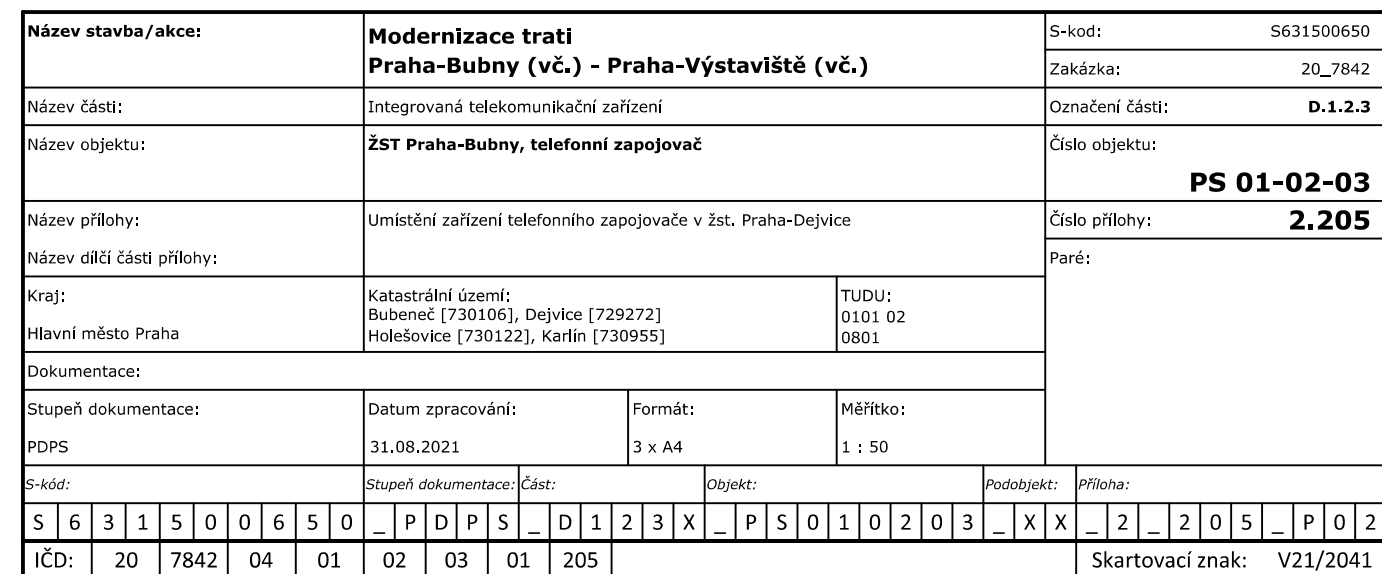 Název stavba/akce:
Modernizace trati
Praha-Bubny (vč.) - Praha-Výstaviště (vč.)
S-kod: S631500650
Zakázka: 20_7842
Název části: Integrovaná telekomunikační zařízení Označení části: D.1.2.3
Název objektu: ŽST Praha-Bubny, telefonní zapojovač Číslo objektu:
PS 01-02-03
Název přílohy: Umístění zařízení telefonního zapojovače v žst. Praha-Dejvice Číslo přílohy: 2.205
Název dílčí části přílohy: Paré:
Kraj:
Hlavní město Praha
Katastrální území:
Bubeneč [730106], Dejvice [729272]
Holešovice [730122], Karlín [730955]
TUDU:
0101 02
0801
Dokumentace:
Stupeň dokumentace: Datum zpracování: Formát: Měřítko:
PDPS 31.08.2021 3 x A4 1 : 50
S-kód: Stupeň dokumentace: Část: Objekt: Podobjekt: Příloha:
S 6 3 1 5 0 0 6 5 0 _ P D P S _ D 1 2 3 X _ P S 0 1 0 2 0 3 _ X X _ 2 _ 2 0 5 _ P 0 2
IČD: 20 7842 04 01 02 03 01 205 Skartovací znak: V21/2041